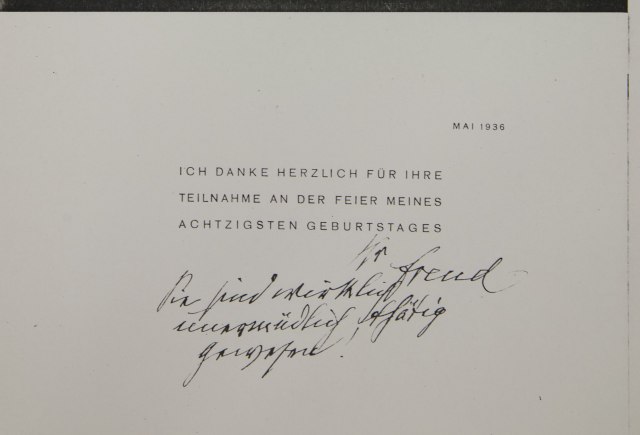 MAI 1936
ICH DANKE HERZLICH FÜR IHRE
TEILNAHME AN DER FEIER MEINES
ACHTZIGSTEN GEBURTSTAGES
Ihr Freud
Sie sind wirklich
unermüdlich thätig
gewesen!